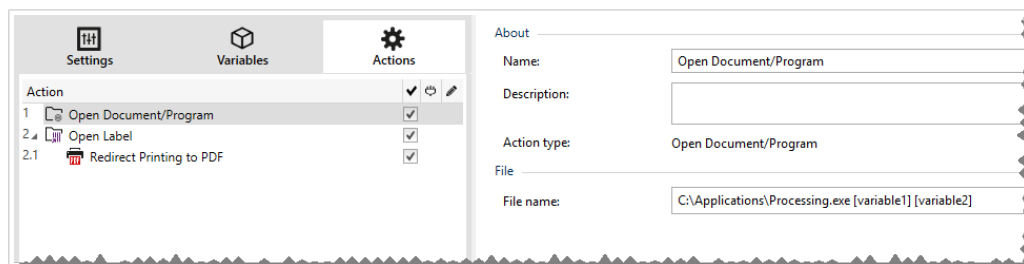 Settings
Variables
Actions
Action
1 Open Document/Program
2 Open Label
2.1 Redirect Printing to PDF
About
Name: Open Document/Program
Description:
Action type: Open Document/Program
File
File name: C:\Applications\Processing.exe [variable1] [variable2]